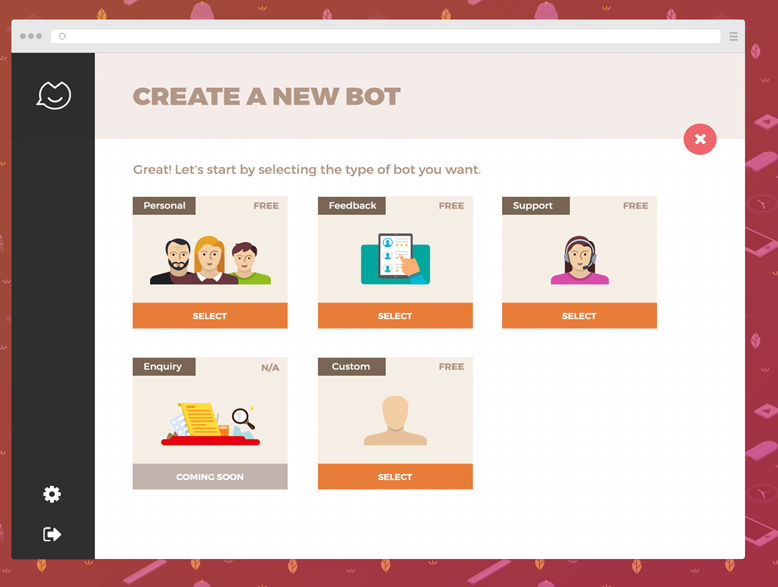 CREATE A NEW BOT
Great! Let's start by selecting the type of bot you want.
Personal FREE
Feedback FREE
Support FREE
SELECT
SELECT
SELECT
Enquiry N/A
Custom FREE
COMING SOON
SELECT